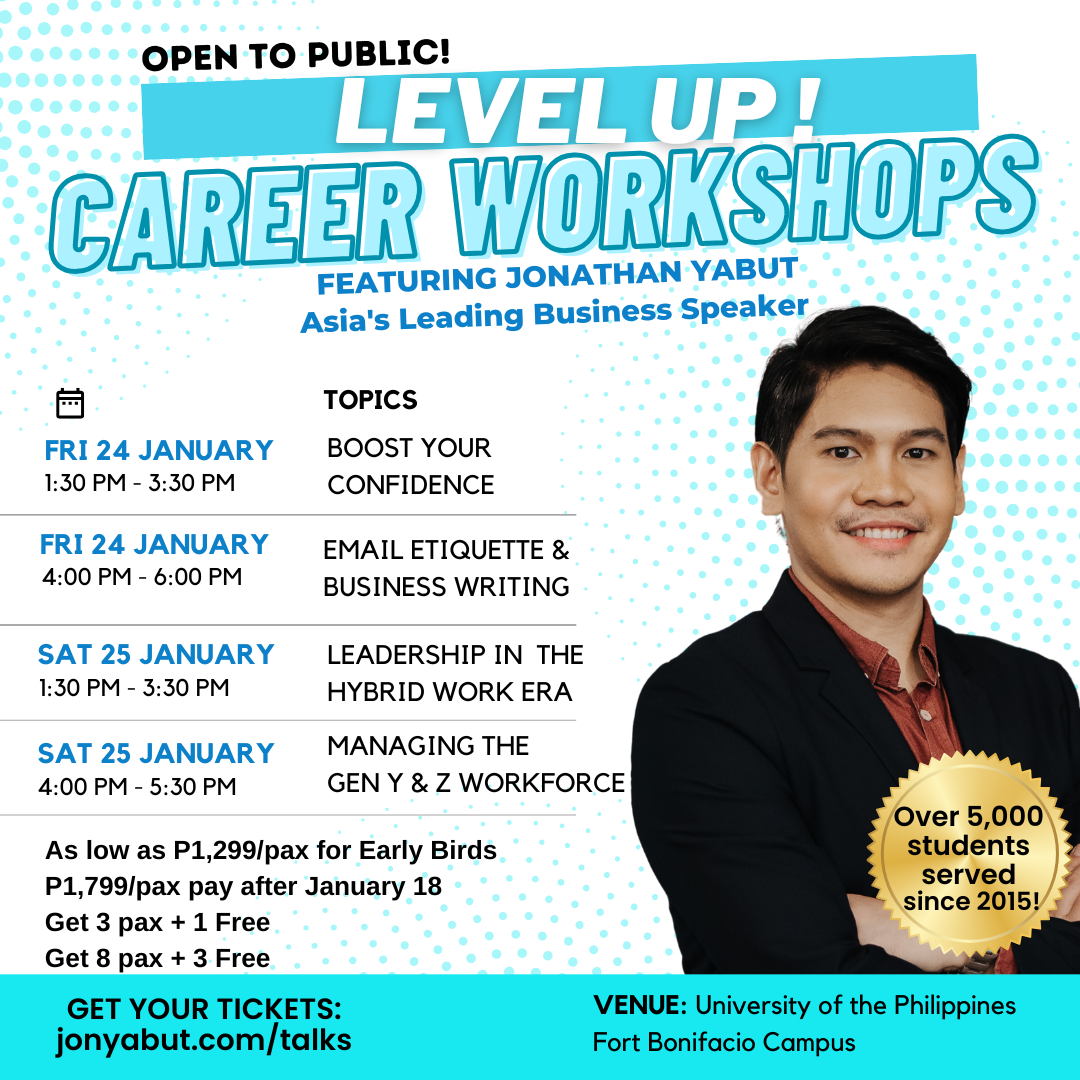 OPEN TO PUBLIC!
LEVEL UP !
CAREER WORKSHOPS
FEATURING JONATHAN YABUT
Asia's Leading Business Speaker
TOPICS
FRI 24 JANUARY
1:30 PM - 3:30 PM
BOOST YOUR
CONFIDENCE
FRI 24 JANUARY
4:00 PM - 6:00 PM
EMAIL ETIQUETTE &
BUSINESS WRITING
SAT 25 JANUARY
1:30 PM - 3:30 PM
LEADERSHIP IN THE
HYBRID WORK ERA
SAT 25 JANUARY
4:00 PM - 5:30 PM
MANAGING THE
GEN Y & Z WORKFORCE
As low as P1,299/pax for Early Birds
P1,799/pax pay after January 18
Get 3 pax + 1 Free
Get 8 pax + 3 Free
Over 5,000
students
served
since 2015!
GET YOUR TICKETS:
jonyabut.com/talks
VENUE: University of the Philippines
Fort Bonifacio Campus